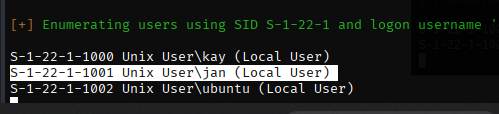 [+] Enumerating users using SID S-1-22-1 and logon username '
S-1-22-1-1000 Unix User\kay (Local User)
S-1-22-1-1001 Unix User\jan (Local User)
S-1-22-1-1002 Unix User\ubuntu (Local User)